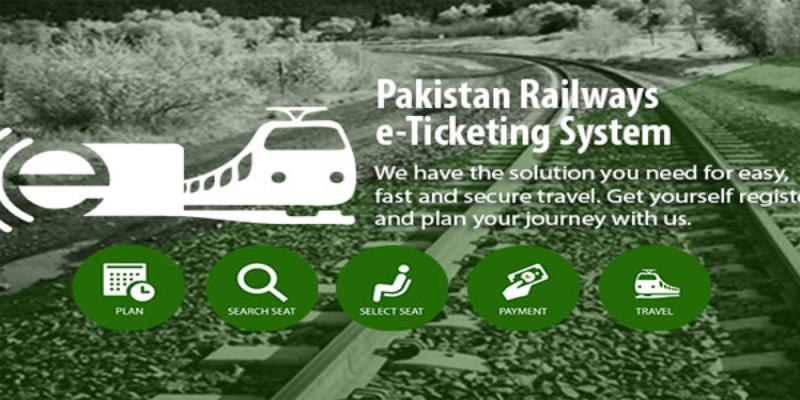 Pakistan Railways
e-Ticketing System
We have the solution you need for easy,
fast and secure travel. Get yourself registe
and plan your journey with us.
e
PLAN
SEARCH SEAT
SELECT SEAT
PAYMENT
TRAVEL